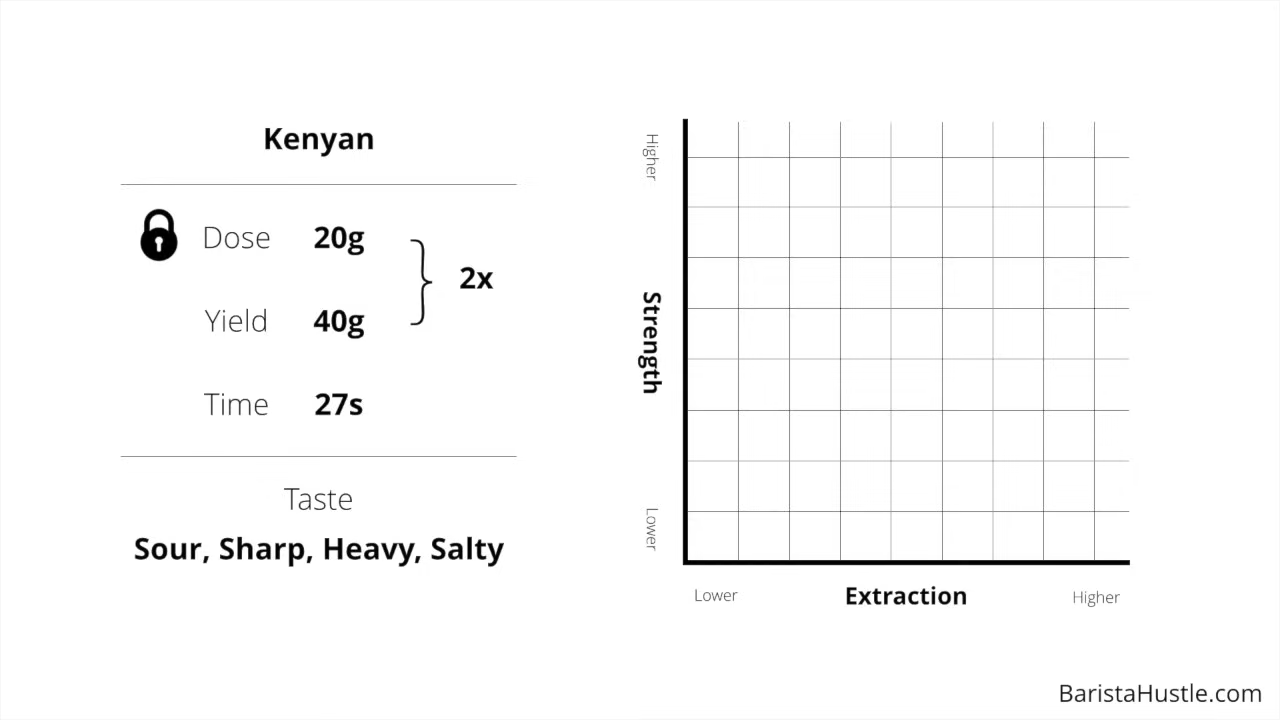 Kenyan
Dose 20g
2x
Yield 40g
Time 27s
Taste
Sour, Sharp, Heavy, Salty
Higher
Strength
Lower
Lower Extraction Higher
BaristaHustle.com